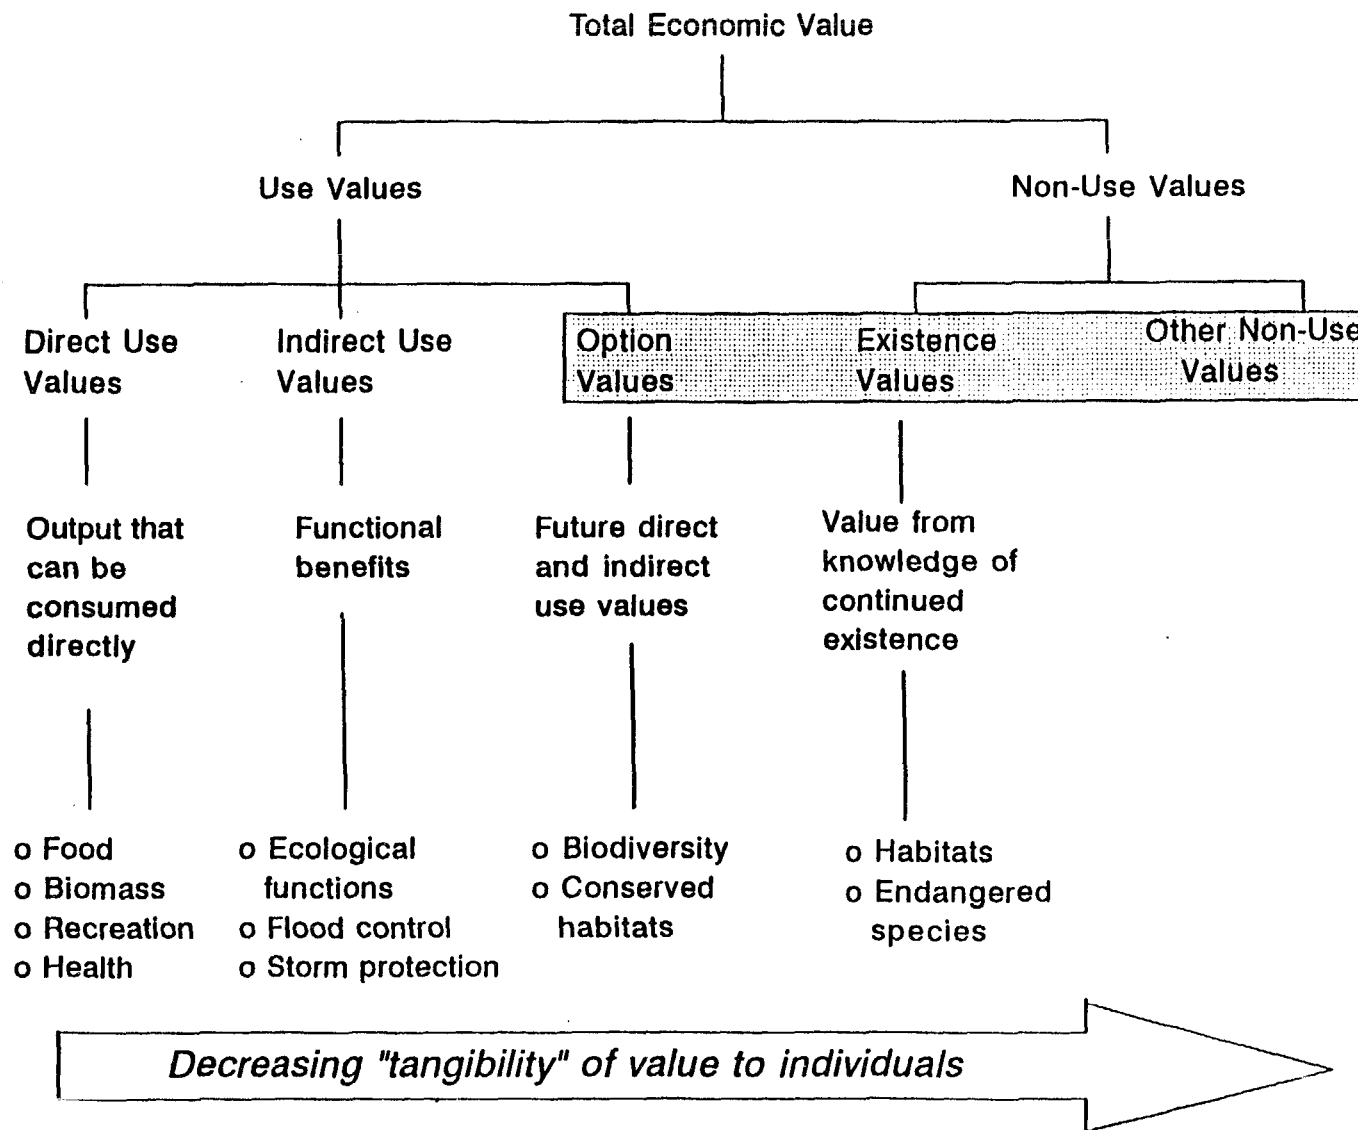 Total Economic Value
Use Values
Non-Use Values
Direct Use
Values
Indirect Use
Values
Option
Values
Existence
Values
Other Non-Use
Values
Output that
can be
consumed
directly
Functional
benefits
Future direct
and indirect
use values
Value from
knowledge of
continued
existence
o Food
o Biomass
o Recreation
o Health
o Ecological
functions
o Flood control
o Storm protection
o Biodiversity
o Conserved
habitats
o Habitats
o Endangered
species
Decreasing "tangibility" of value to individuals